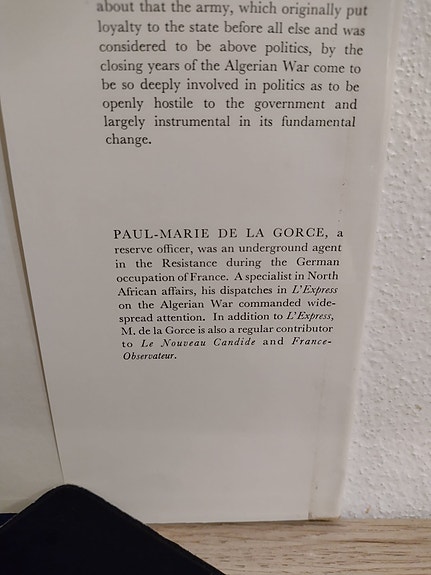 about that the army, which originally put
loyalty to the state before all else and was
considered to be above politics, by the
closing years of the Algerian War come to
be so deeply involved in politics as to be
openly hostile to the government and
largely instrumental in its fundamental
change.
PAUL-MARIE DE LA GORCE, a
reserve officer, was an underground agent
in the Resistance during the German
occupation of France. A specialist in North
African affairs, his dispatches in L'Express
on the Algerian War commanded wide-
spread attention. In addition to L'Express,
M. de la Gorce is also a regular contributor
to Le Nouveau Candide and France-
Observateur.